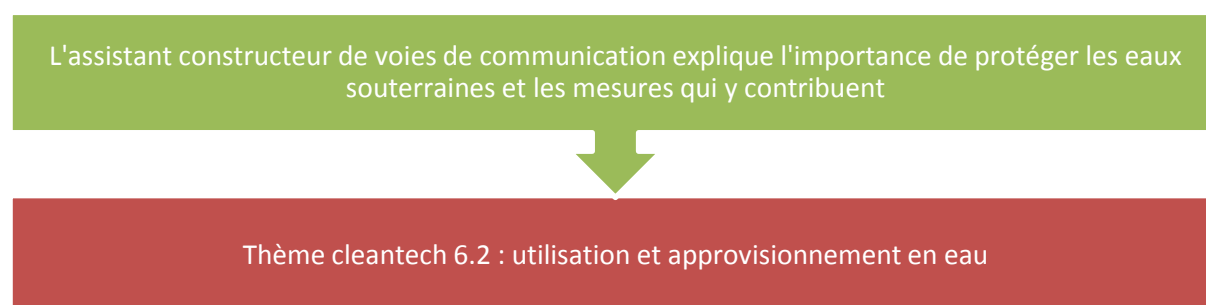 L'assistant constructeur de voies de communication explique l'importance de protéger les eaux
souterraines et les mesures qui y contribuent
Thème cleantech 6.2 : utilisation et approvisionnement en eau